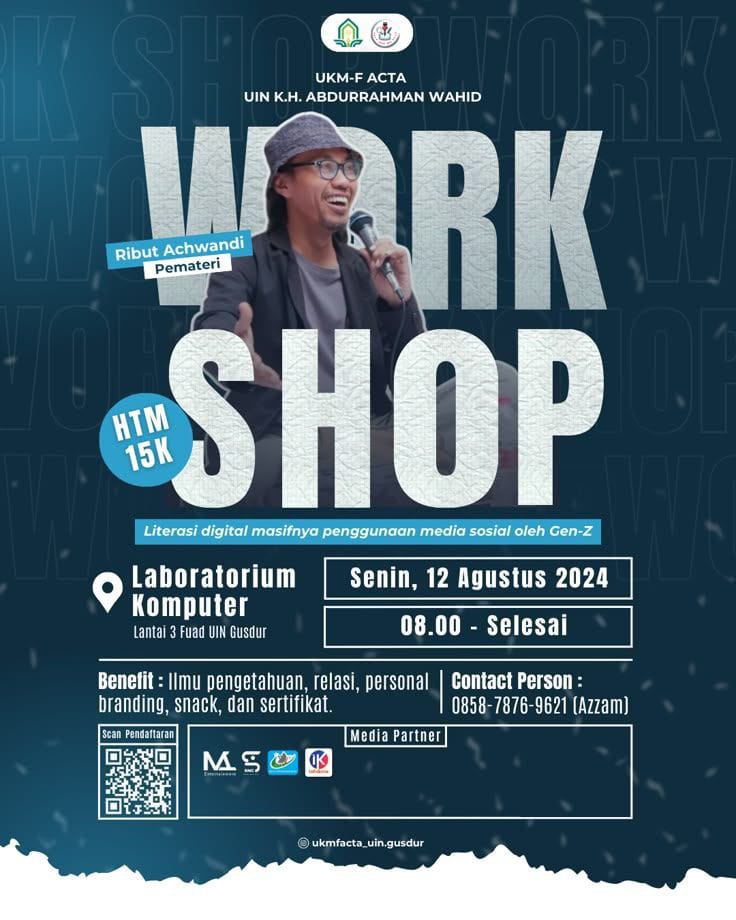 UKM-F ACTA
UIN K.H. ABDURRAHMAN WAHID
WORK
Ribut Achwandi
Pemateri
SHOP
HTM
15K
Literasi digital masifnya penggunaan media sosial oleh Gen-Z
Laboratorium
Komputer
Lantai 3 Fuad UIN Gusdur
Senin, 12 Agustus 2024
08.00 - Selesai
Benefit : Ilmu pengetahuan, relasi, personal
branding, snack, dan sertifikat.
Contact Person :
0858-7876-9621 (Azzam)
Scan Pendaftaran
Media Partner
ukmfacta_uin.gusdur